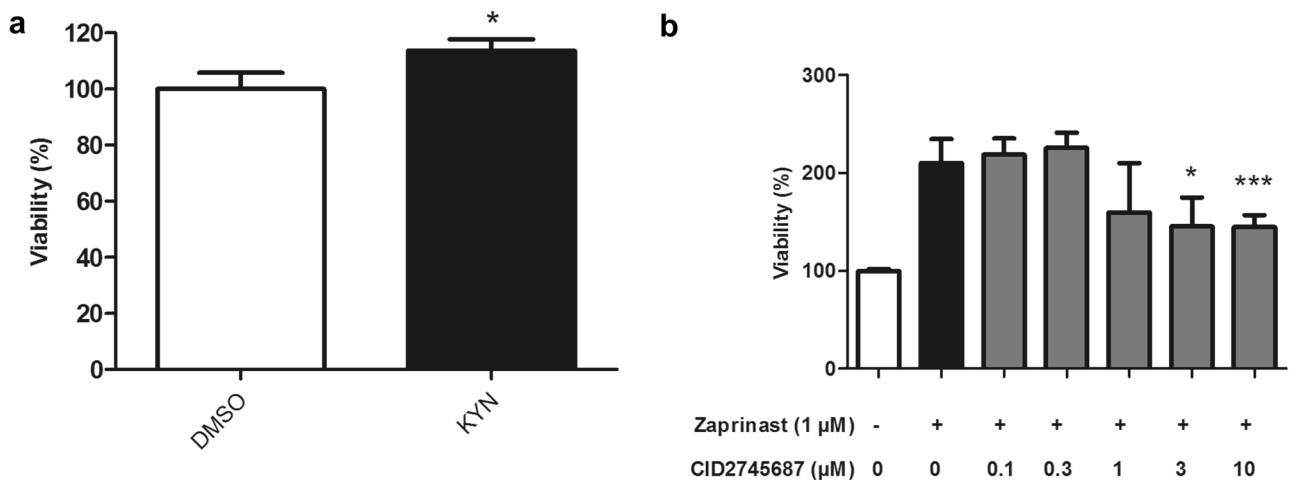 a
Viability (%)
120
100
80
60
40
20
0
*
DMSO
KYN
b
Viability (%)
300
200
100
0
* ***
Zaprinast (1 µM) - + + + + + +
CID2745687 (µM) 0 0 0.1 0.3 1 3 10